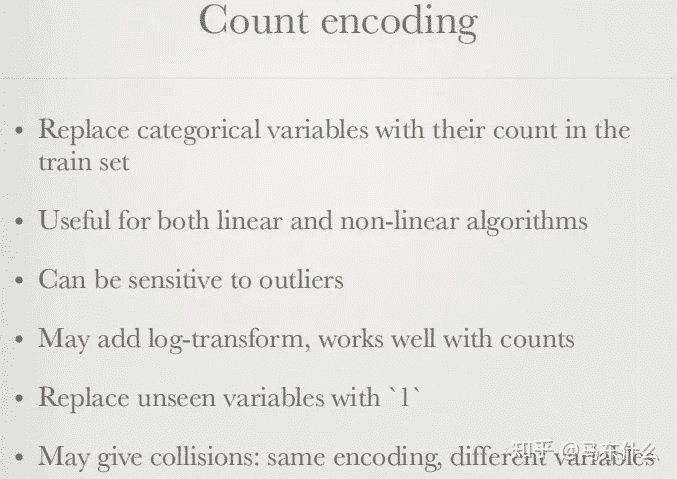 Count encoding
• Replace categorical variables with their count in the
train set
• Useful for both linear and non-linear algorithms
• Can be sensitive to outliers
• May add log-transform, works well with counts
• Replace unseen variables with `1`
• May give collisions: same encoding, different variables
知乎 @马东什么